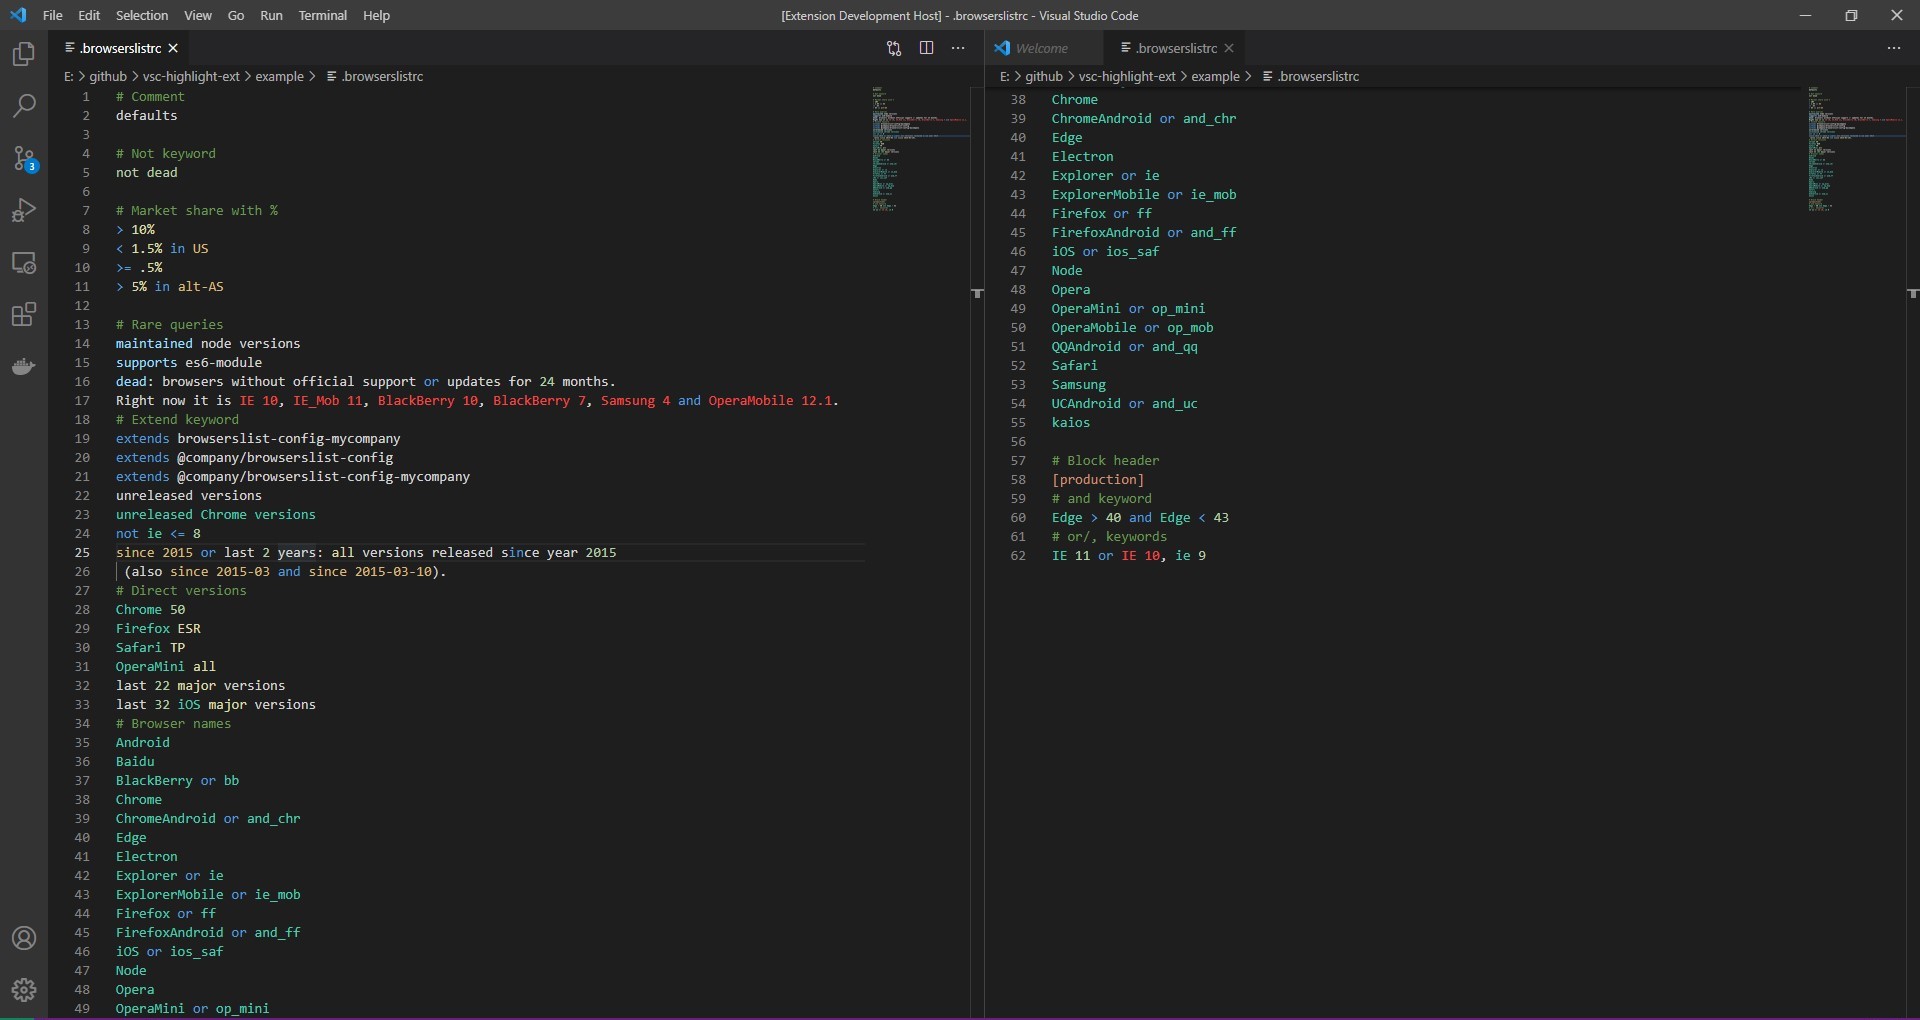 File Edit Selection View Go Run Terminal Help
[Extension Development Host] - .browserslistrc - Visual Studio Code
.browserslistrc
E: > github > vsc-highlight-ext > example > .browserslistrc
3
1 # Comment
2 defaults
3
4 # Not keyword
5 not dead
6
7 # Market share with %
8 > 10%
9 < 1.5% in US
10 >= .5%
11 > 5% in alt-AS
12
13 # Rare queries
14 maintained node versions
15 supports es6-module
16 dead: browsers without official support or updates for 24 months.
17 Right now it is IE 10, IE_Mob 11, BlackBerry 10, BlackBerry 7, Samsung 4 and OperaMobile 12.1.
18 # Extend keyword
19 extends browserslist-config-mycompany
20 extends @company/browserslist-config
21 extends @company/browserslist-config-mycompany
22 unreleased versions
23 unreleased Chrome versions
24 not ie <= 8
25 since 2015 or last 2 years: all versions released since year 2015
26 (also since 2015-03 and since 2015-03-10).
27 # Direct versions
28 Chrome 50
29 Firefox ESR
30 Safari TP
31 OperaMini all
32 last 22 major versions
33 last 32 iOS major versions
34 # Browser names
35 Android
36 Baidu
37 BlackBerry or bb
38 Chrome
39 ChromeAndroid or and_chr
40 Edge
41 Electron
42 Explorer or ie
43 ExplorerMobile or ie_mob
44 Firefox or ff
45 FirefoxAndroid or and_ff
46 iOS or ios_saf
47 Node
48 Opera
49 OperaMini or op_mini
Welcome
.browserslistrc
E: > github > vsc-highlight-ext > example > .browserslistrc
38 Chrome
39 ChromeAndroid or and_chr
40 Edge
41 Electron
42 Explorer or ie
43 ExplorerMobile or ie_mob
44 Firefox or ff
45 FirefoxAndroid or and_ff
46 iOS or ios_saf
47 Node
48 Opera
49 OperaMini or op_mini
50 OperaMobile or op_mob
51 QQAndroid or and_qq
52 Safari
53 Samsung
54 UCAndroid or and_uc
55 kaios
56
57 # Block header
58 [production]
59 # and keyword
60 Edge > 40 and Edge < 43
61 # or/, keywords
62 IE 11 or IE 10, ie 9